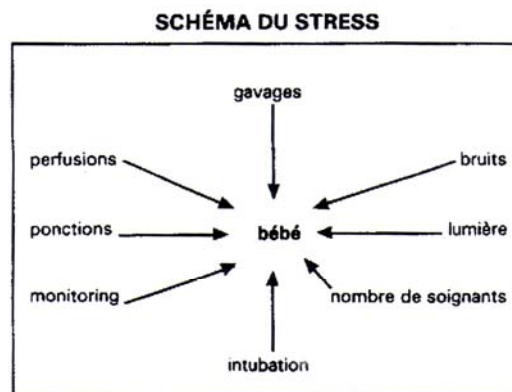 SCHÉMA DU STRESS
gavages
perfusions
bruits
ponctions
bébé
lumière
monitoring
nombre de soignants
intubation